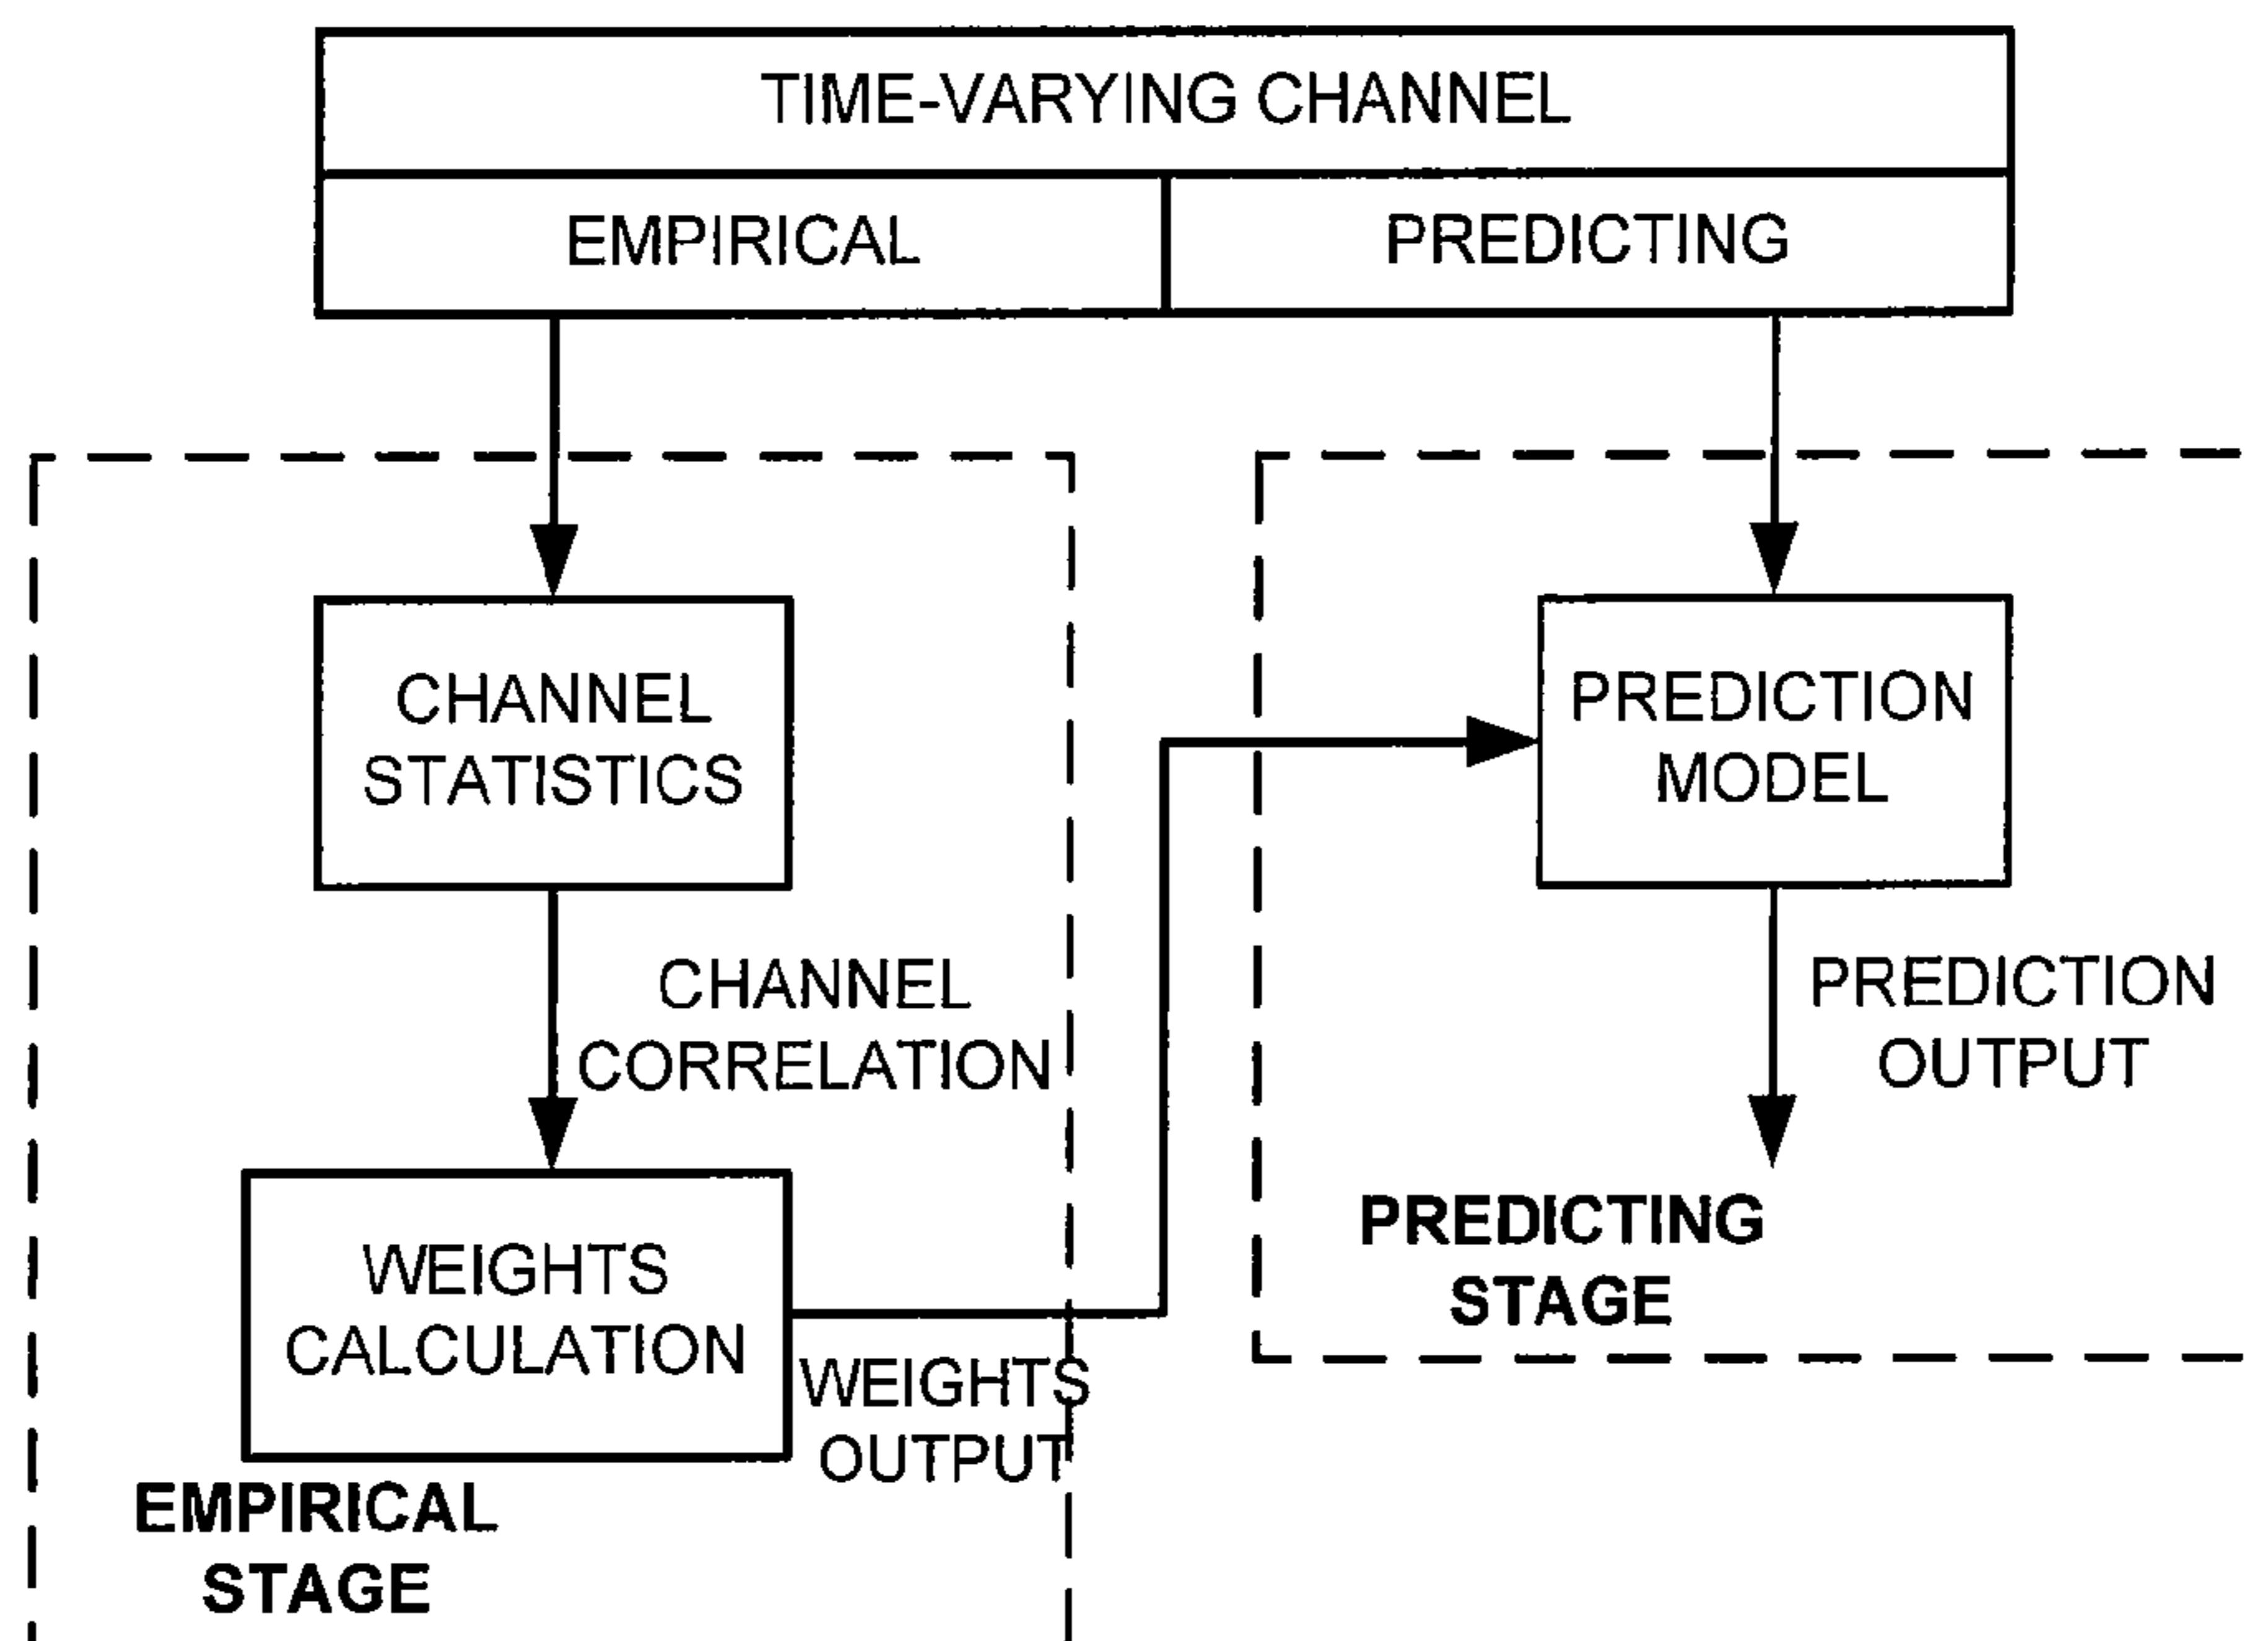 TIME-VARYING CHANNEL
EMPIRICAL
PREDICTING
CHANNEL
STATISTICS
CHANNEL
CORRELATION
WEIGHTS
CALCULATION
WEIGHTS
OUTPUT
EMPIRICAL
STAGE
PREDICTION
MODEL
PREDICTION
OUTPUT
PREDICTING
STAGE